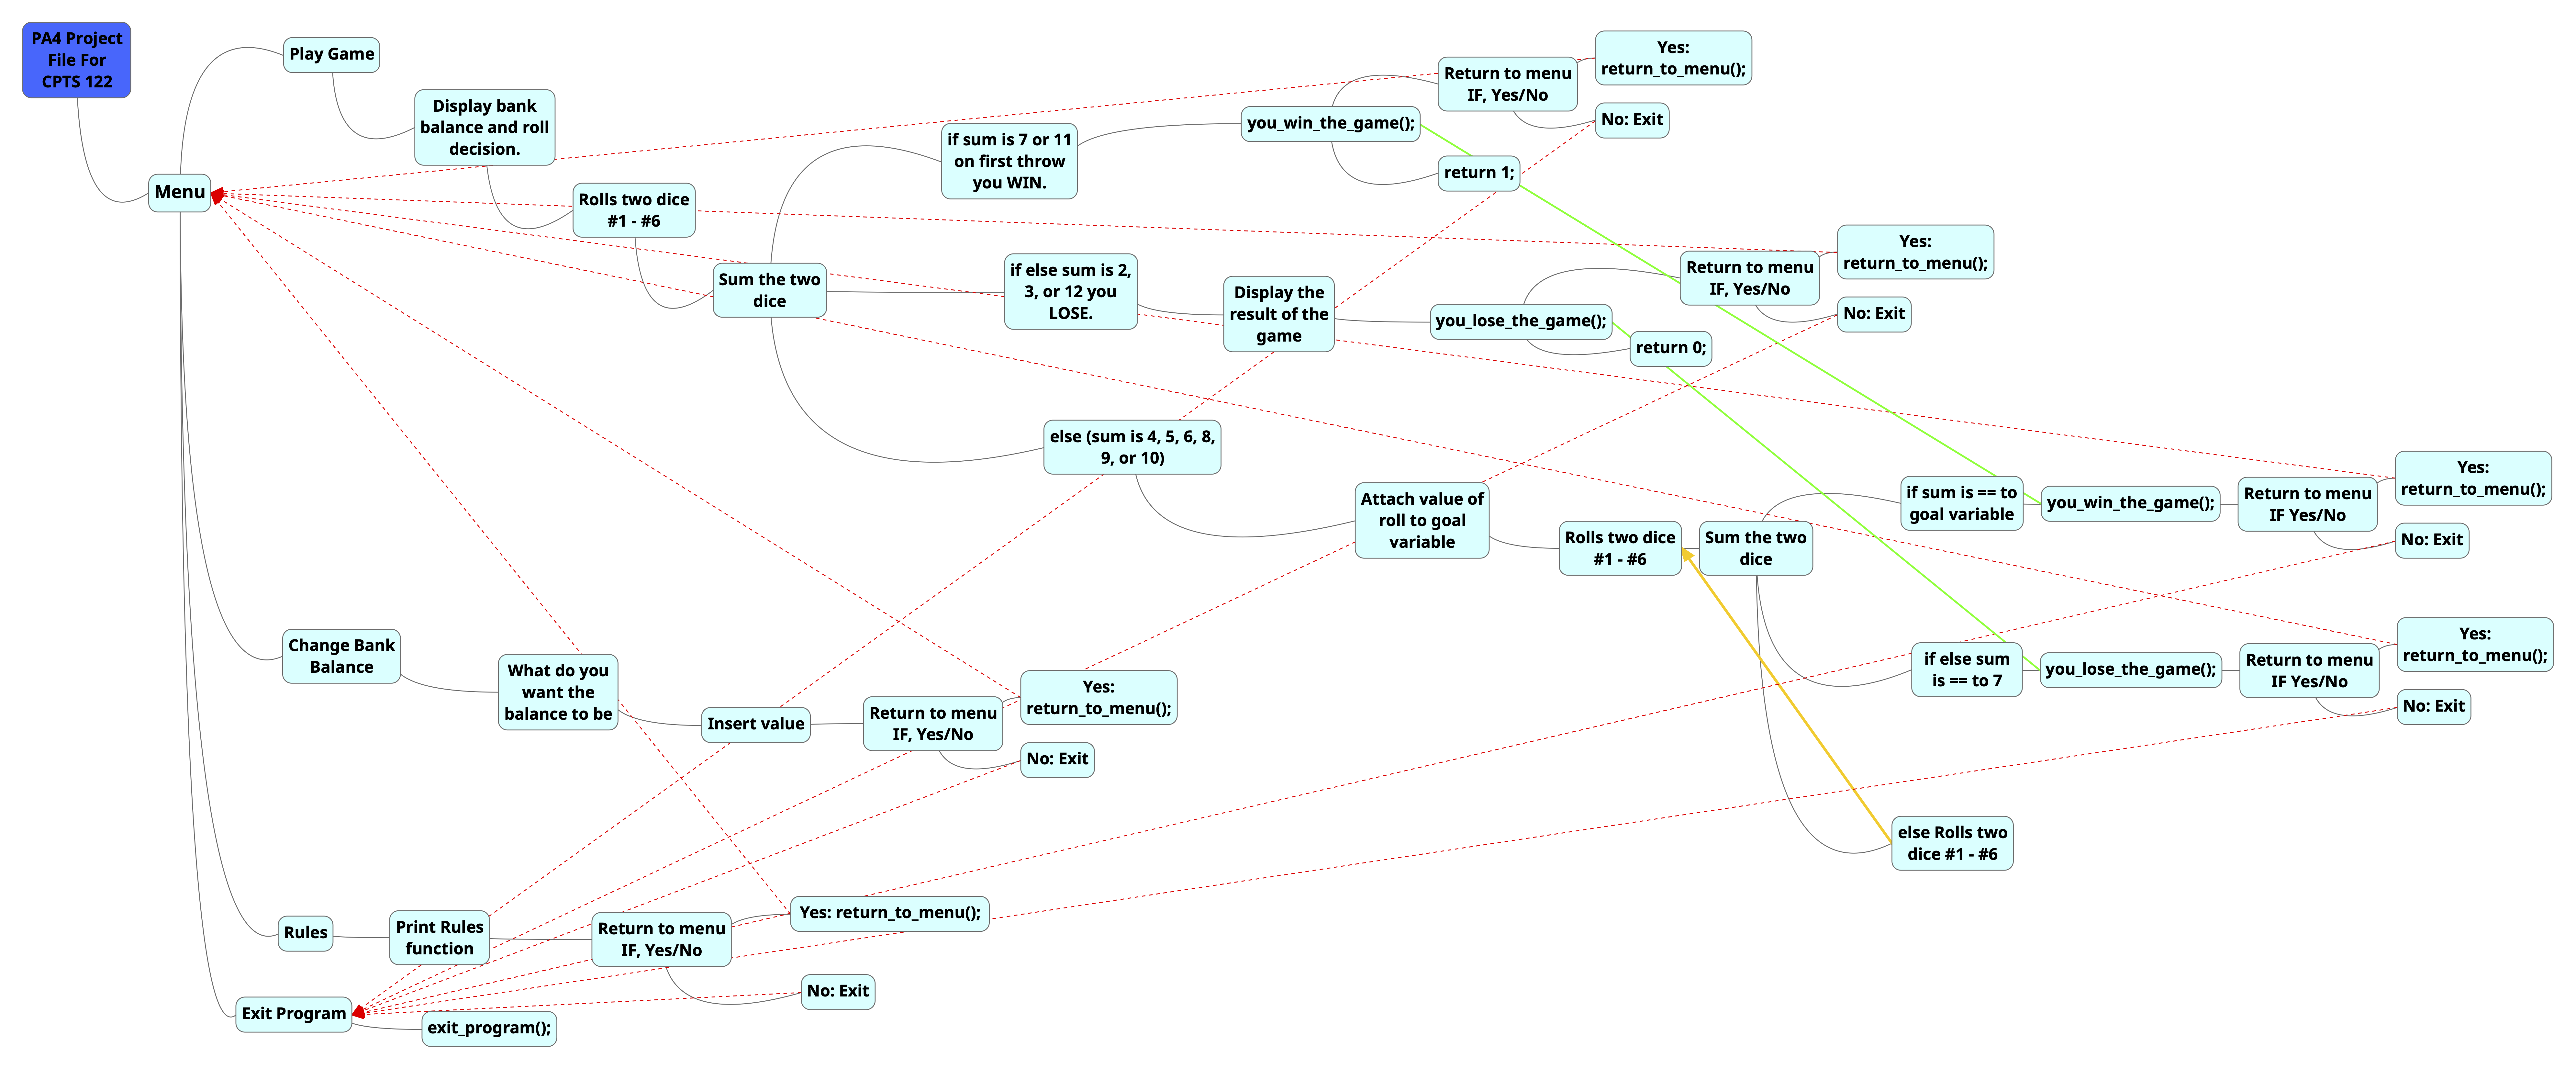 PA4 Project
File For
CPTS 122
Menu
Play Game
Display bank
balance and roll
decision.
Rolls two dice
#1 - #6
Sum the two
dice
if sum is 7 or 11
on first throw
you WIN.
you_win_the_game();
Return to menu
IF, Yes/No
Yes:
return_to_menu();
No: Exit
return 1;
if else sum is 2,
3, or 12 you
LOSE.
Display the
result of the
game
you_lose_the_game();
Return to menu
IF, Yes/No
Yes:
return_to_menu();
No: Exit
return 0;
else (sum is 4, 5, 6, 8,
9, or 10)
Attach value of
roll to goal
variable
Rolls two dice
#1 - #6
Sum the two
dice
if sum is == to
goal variable
you_win_the_game();
Return to menu
IF Yes/No
Yes:
return_to_menu();
No: Exit
if else sum
is == to 7
you_lose_the_game();
Return to menu
IF Yes/No
Yes:
return_to_menu();
No: Exit
else Rolls two
dice #1 - #6
Change Bank
Balance
What do you
want the
balance to be
Insert value
Return to menu
IF, Yes/No
Yes:
return_to_menu();
No: Exit
Rules
Print Rules
function
Return to menu
IF, Yes/No
Yes: return_to_menu();
No: Exit
Exit Program
exit_program();